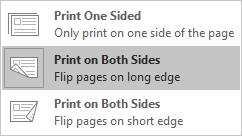 Print One Sided
Only print on one side of the page
Print on Both Sides
Flip pages on long edge
Print on Both Sides
Flip pages on short edge